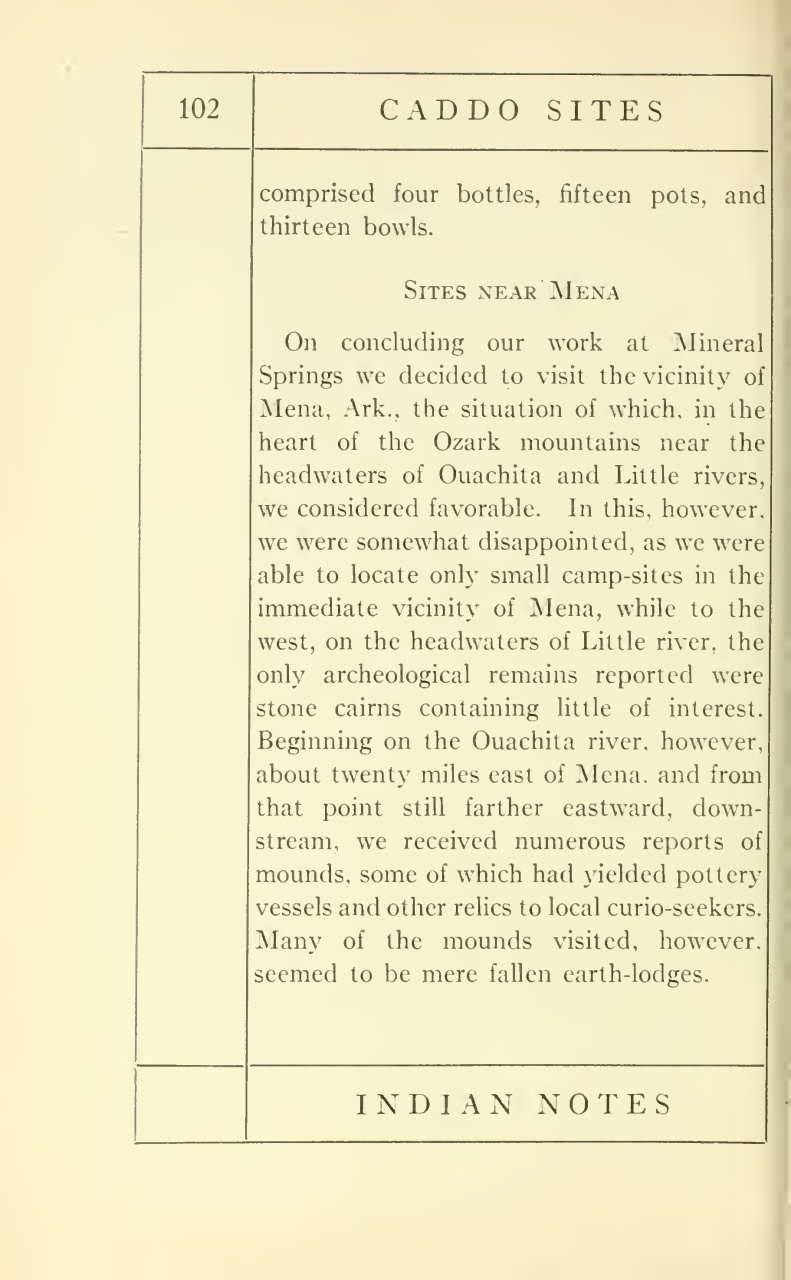 102
CADDO SITES
comprised four bottles, fifteen pots, and
thirteen bowls.
SITES NEAR MENA
On concluding our work at Mineral
Springs we decided to visit the vicinity of
Mena, Ark., the situation of which, in the
heart of the Ozark mountains near the
headwaters of Ouachita and Little rivers,
we considered favorable. In this, however,
we were somewhat disappointed, as we were
able to locate only small camp-sites in the
immediate vicinity of Mena, while to the
west, on the headwaters of Little river, the
only archeological remains reported were
stone cairns containing little of interest.
Beginning on the Ouachita river, however,
about twenty miles east of Mena, and from
that point still farther eastward, down-
stream, we received numerous reports of
mounds, some of which had yielded pottery
vessels and other relics to local curio-seekers.
Many of the mounds visited, however,
seemed to be mere fallen earth-lodges.
INDIAN NOTES